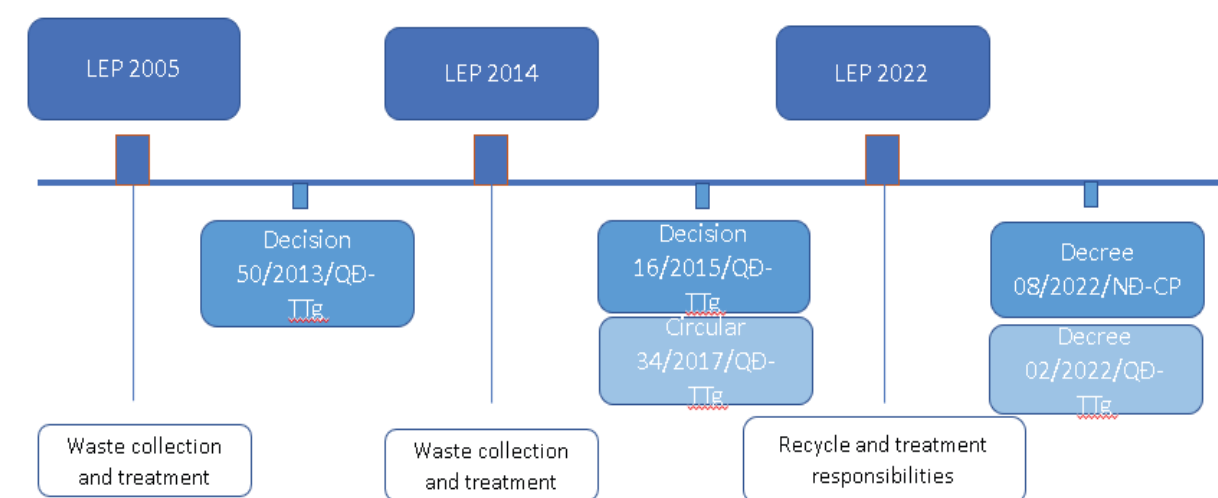 LEP 2005
LEP 2014
LEP 2022
Decision
50/2013/QĐ-
TTg
Decision
16/2015/QĐ-
TTg
Circular
34/2017/QĐ-
TTg
Decree
08/2022/NĐ-CP
Decree
02/2022/QĐ-
TTg
Waste collection
and treatment
Waste collection
and treatment
Recycle and treatment
responsibilities